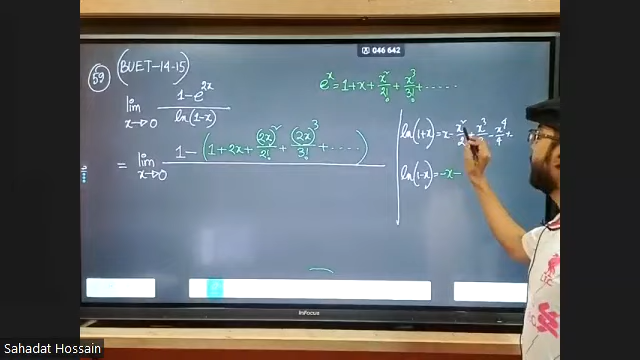 046 642
59 (BUET-14-15)
lim x→0 (1-e^2x)/(ln(1-x))
e^x = 1+x+x²/2!+x³/3!+.....
= lim x→0 1-(1+2x+(2x)²/2!+(2x)³/3!+....)
ln(1+x)=x-x²/2+x³/3-x⁴/4+.
ln(1-x)=-x-
InFocus
Sahadat Hossain